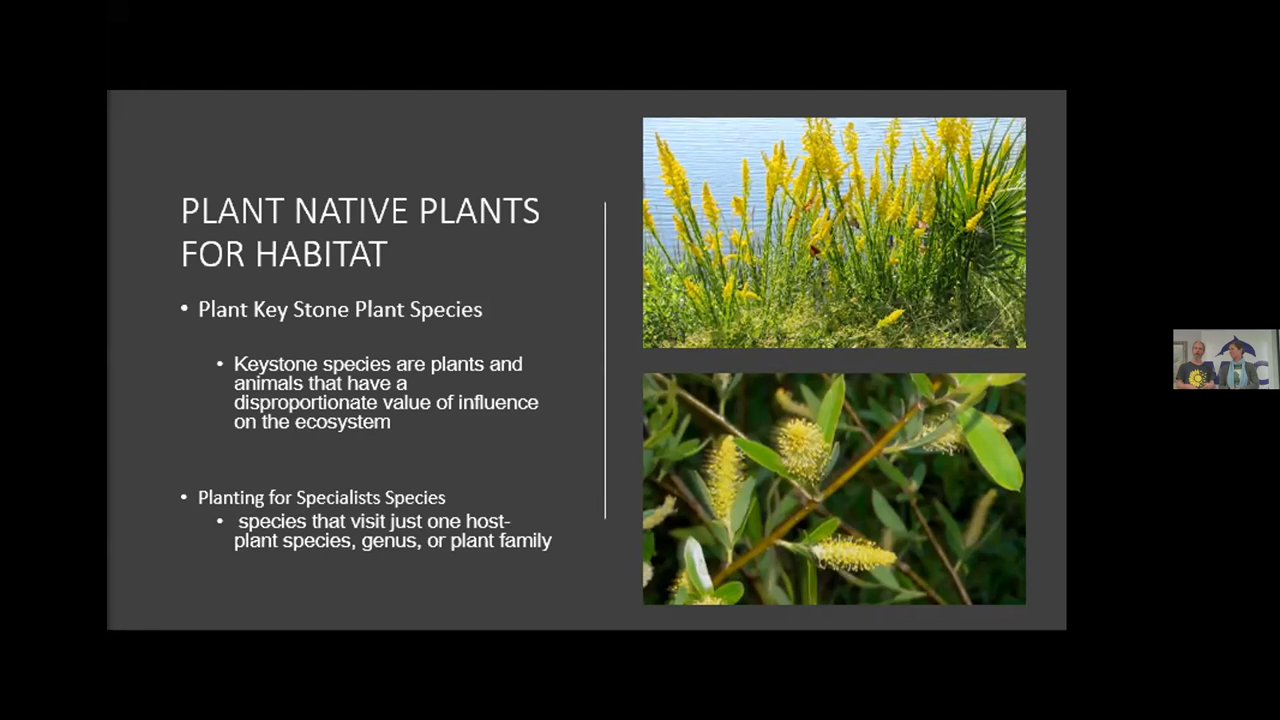 PLANT NATIVE PLANTS
FOR HABITAT
• Plant Key Stone Plant Species
• Keystone species are plants and
animals that have a
disproportionate value of influence
on the ecosystem
• Planting for Specialists Species
• species that visit just one host-
plant species, genus, or plant family